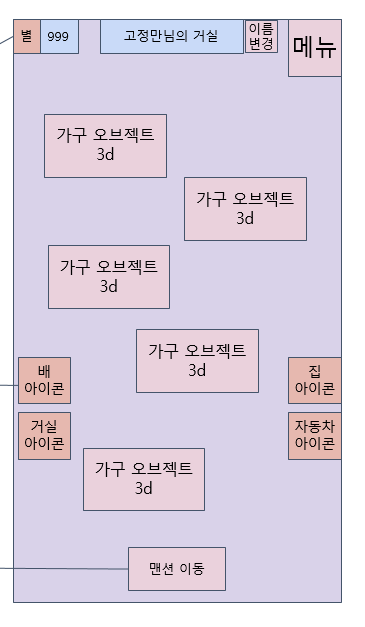 별
999
고정만님의 거실
이름
변경
메뉴
가구 오브젝트
3d
가구 오브젝트
3d
가구 오브젝트
3d
가구 오브젝트
3d
배
아이콘
집
아이콘
거실
아이콘
자동차
아이콘
가구 오브젝트
3d
맨션 이동